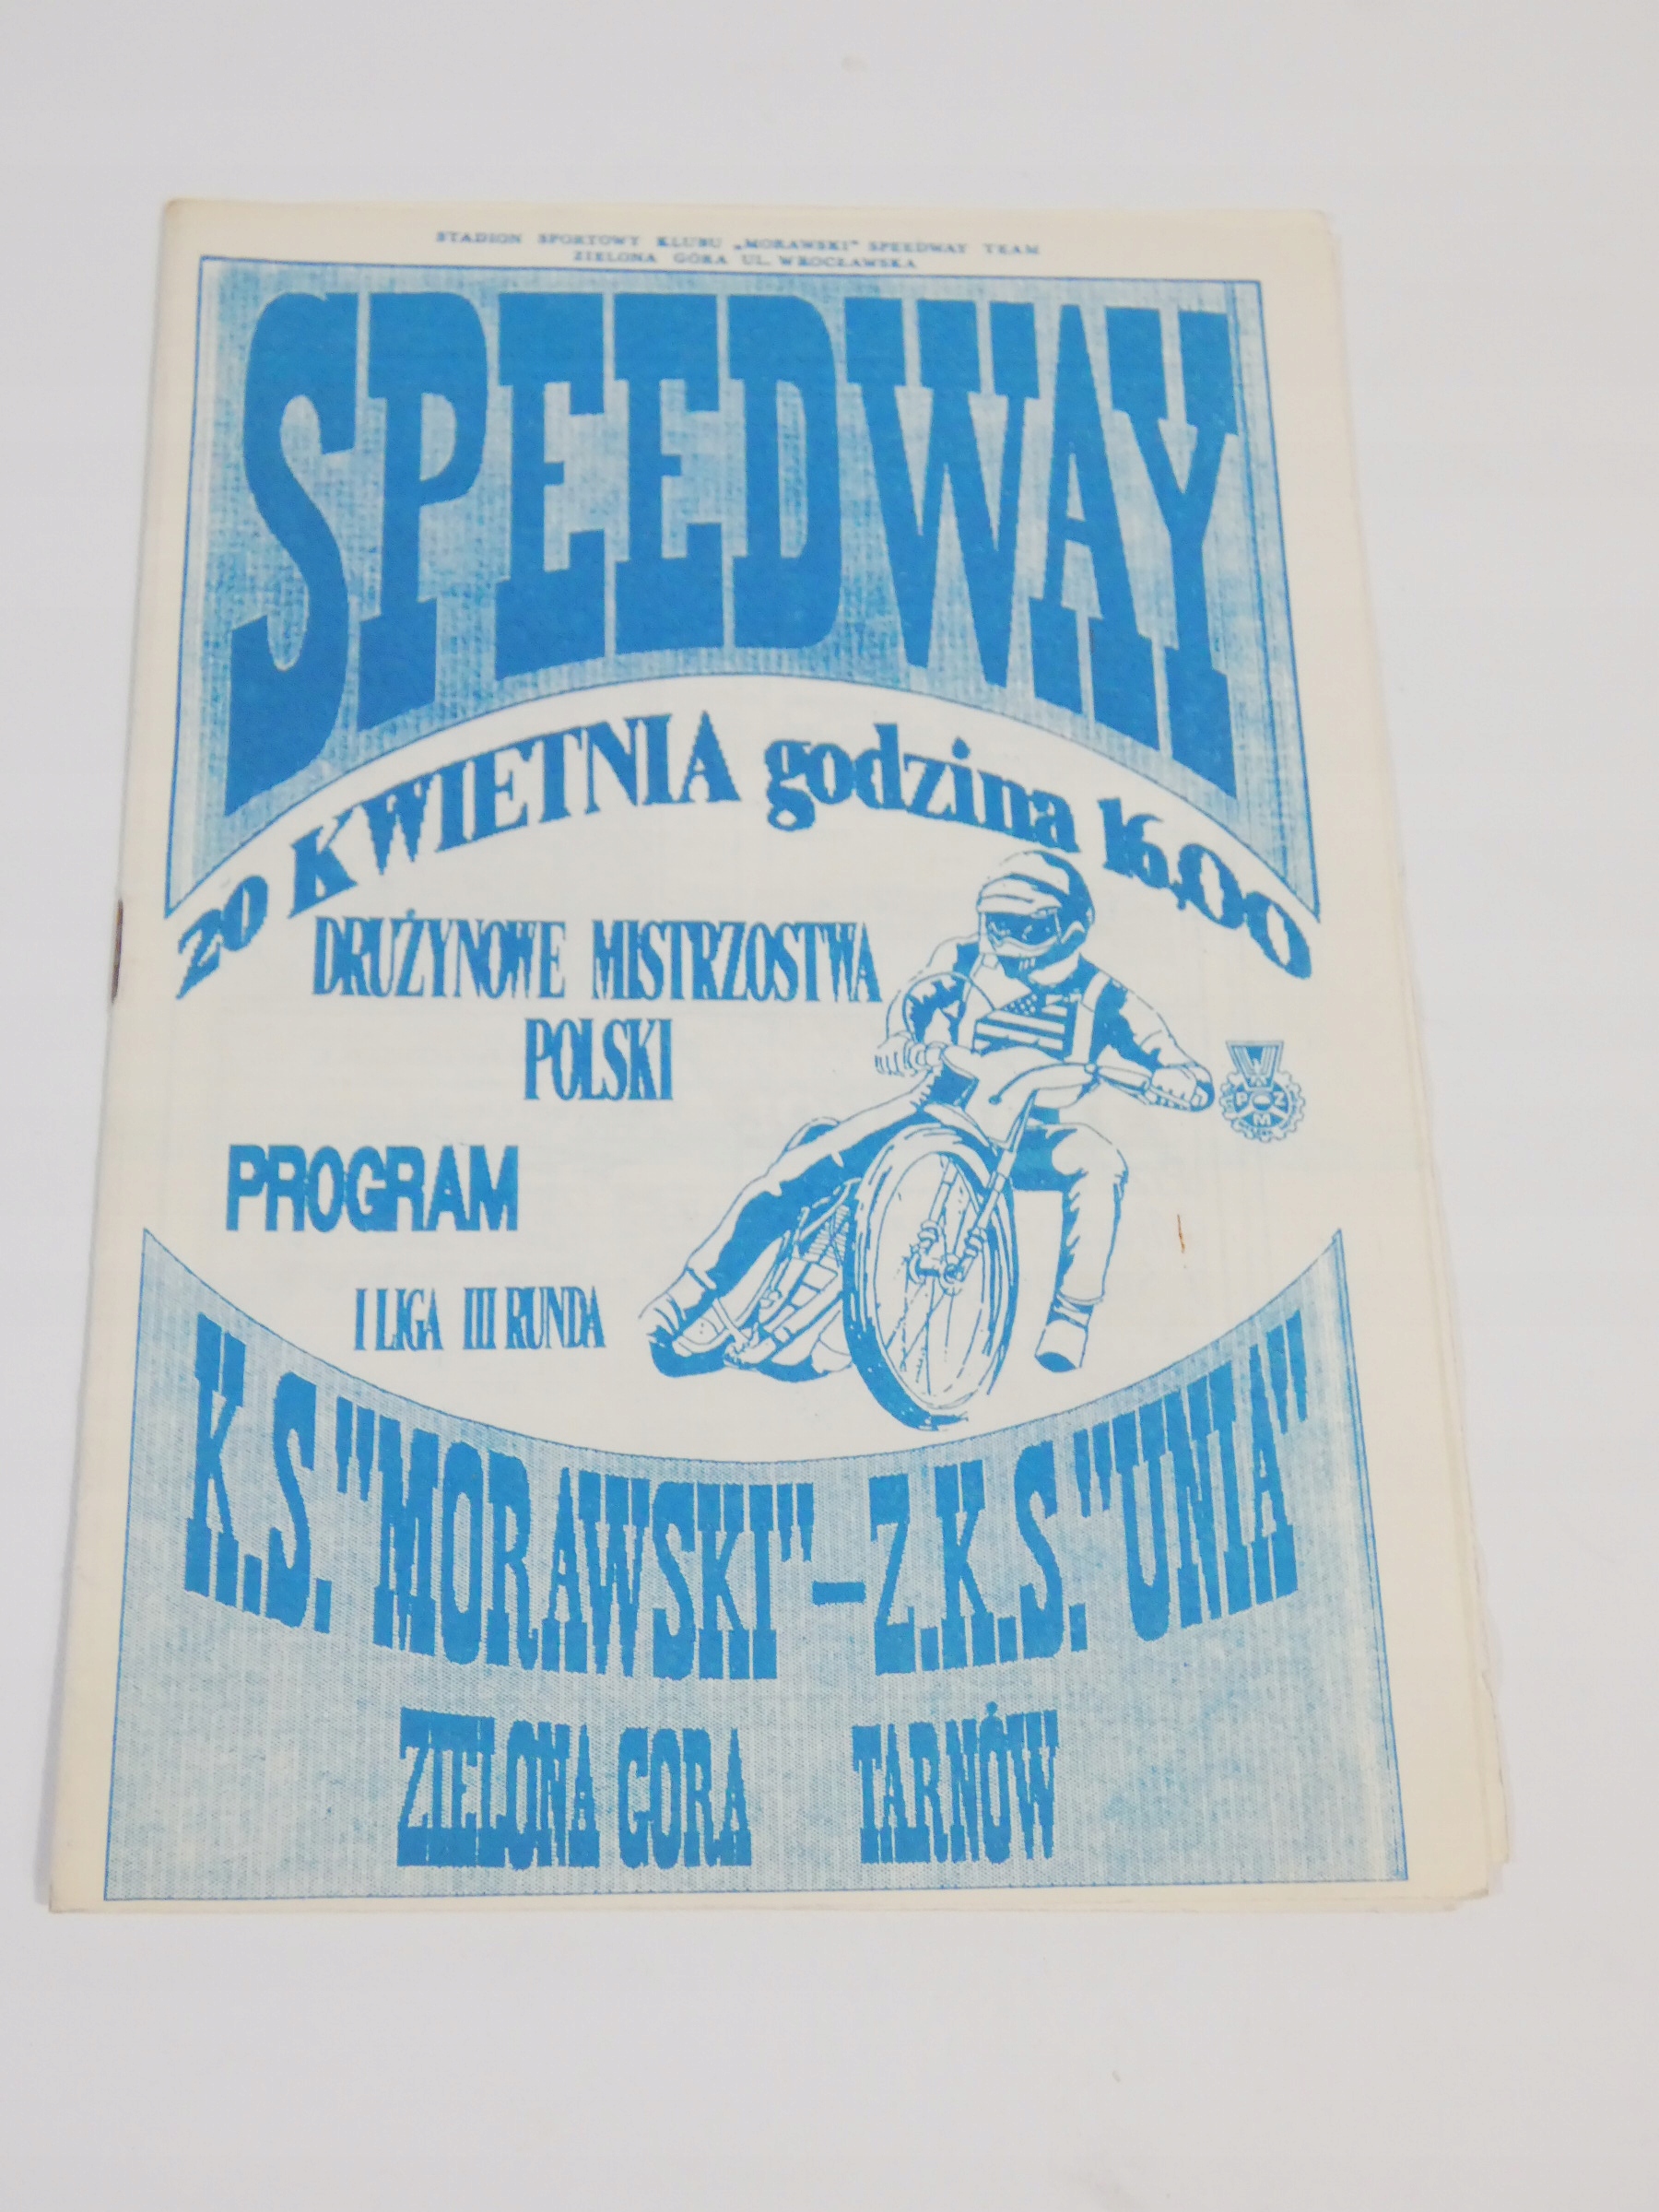 STADION SPORTOWY KLUBU „MORAWSKI" SPEEDWAY TEAM
ZIELONA GÓRA UL. WROCŁAWSKA
SPEEDWAY
20 KWIETNIA godzina 16,00
DRUŻYNOWE MISTRZOSTWA
POLSKI
PZM
PROGRAM
I LIGA III RUNDA
K.S. "MORAWSKI" - Z.K.S. "UNIA"
ZIELONA GORA TARNÓW